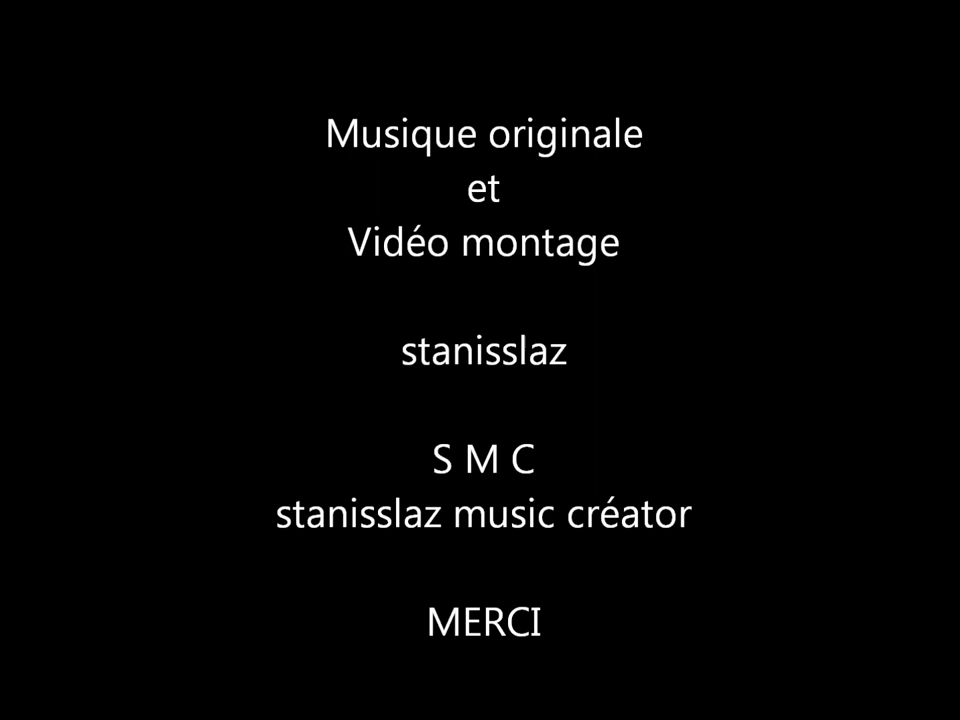 Musique originale
et
Vidéo montage
stanisslaz
S M C
stanisslaz music créator
MERCI